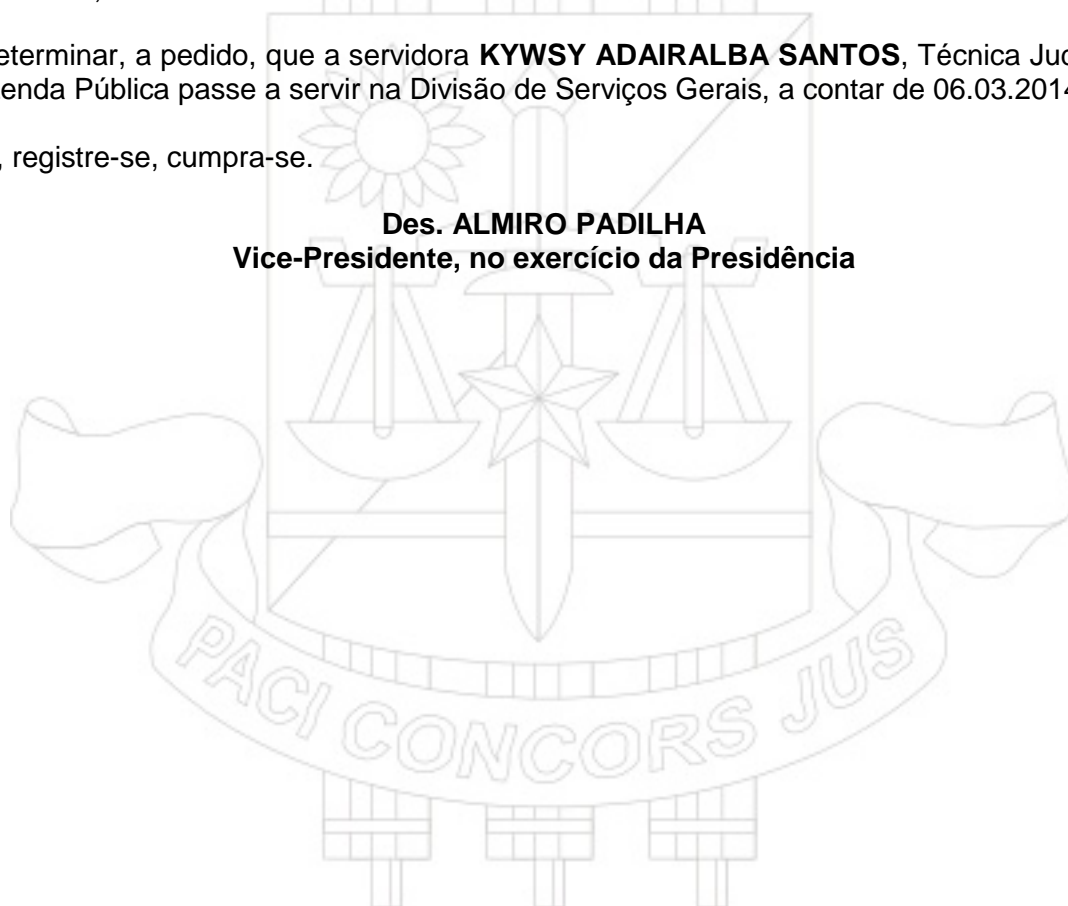 eterminar, a pedido, que a servidora KYWSY ADAIRALBA SANTOS, Técnica Jud
enda Pública passe a servir na Divisão de Serviços Gerais, a contar de 06.03.2014
, registre-se, cumpra-se.
Des. ALMIRO PADILHA
Vice-Presidente, no exercício da Presidência
PACI CONCORS JUS